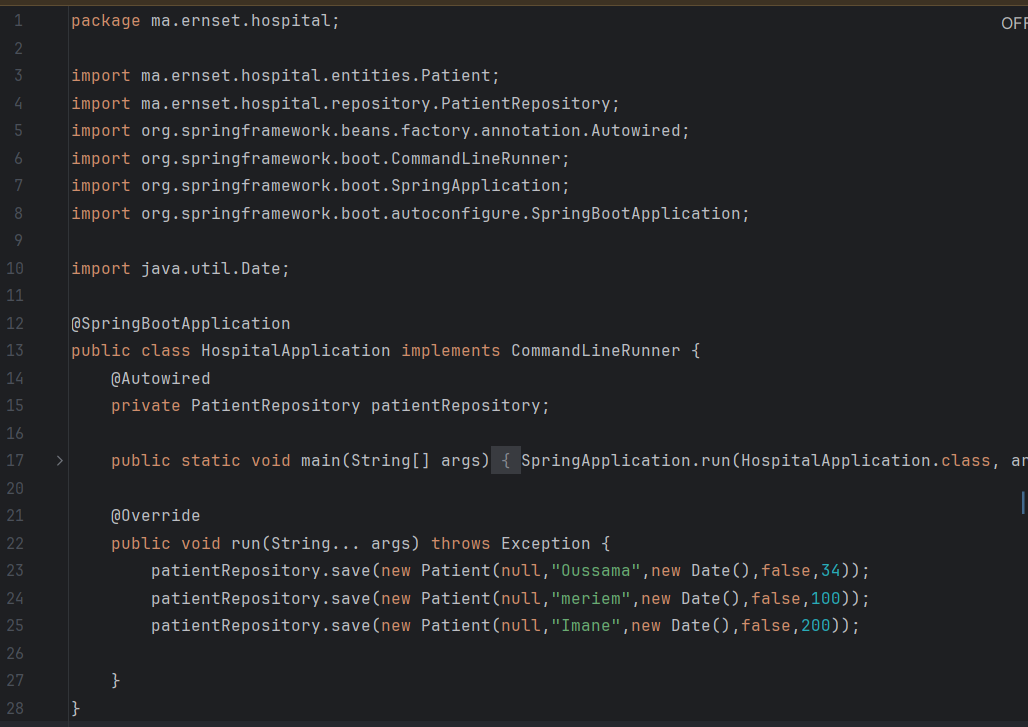 1 package ma.ernset.hospital;
OFF
2
3 import ma.ernset.hospital.entities.Patient;
4 import ma.ernset.hospital.repository.PatientRepository;
5 import org.springframework.beans.factory.annotation.Autowired;
6 import org.springframework.boot.CommandLineRunner;
7 import org.springframework.boot.SpringApplication;
8 import org.springframework.boot.autoconfigure.SpringBootApplication;
9
10 import java.util.Date;
11
12 @SpringBootApplication
13 public class HospitalApplication implements CommandLineRunner {
14 @Autowired
15 private PatientRepository patientRepository;
16
17 public static void main(String[] args) { SpringApplication.run(HospitalApplication.class, ar
20
21 @Override
22 public void run(String... args) throws Exception {
23 patientRepository.save(new Patient(null,"Oussama",new Date(),false,34));
24 patientRepository.save(new Patient(null,"meriem",new Date(),false,100));
25 patientRepository.save(new Patient(null,"Imane",new Date(),false,200));
26
27 }
28 }